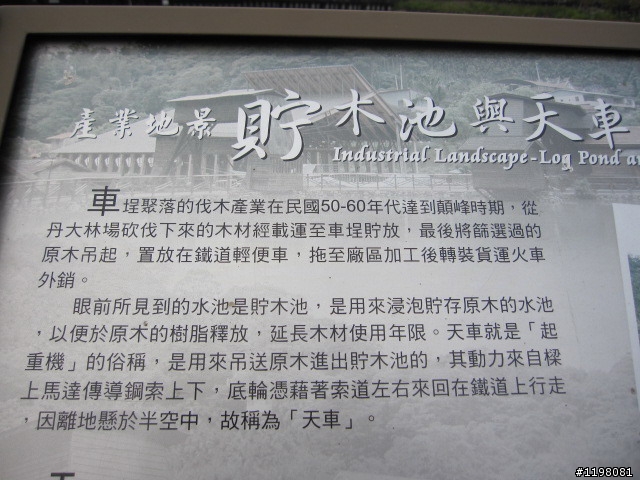 產業地景 貯木池與天車
Industrial Landscape-Log Pond
車埕聚落的伐木產業在民國50-60年代達到顛峰時期，從
丹大林場砍伐下來的木材經載運至車埕貯放，最後將篩選過的
原木吊起，置放在鐵道輕便車，拖至廠區加工後轉裝貨運火車
外銷。
眼前所見到的水池是貯木池，是用來浸泡貯存原木的水池
，以便於原木的樹脂釋放，延長木材使用年限。天車就是「起
重機」的俗稱，是用來吊送原木進出貯木池的，其動力來自樑
上馬達傳導鋼索上下，底輪憑藉著索道左右來回在鐵道上行走
，因離地懸於半空中，故稱為「天車」。
#1198081